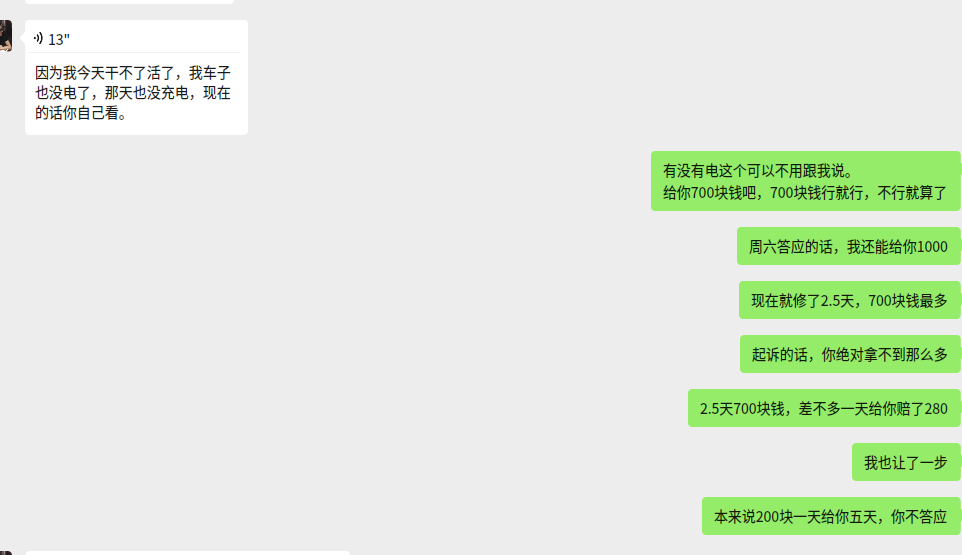 13"
因为我今天干不了活了，我车子
也没电了，那天也没充电，现在
的话你自己看。
有没有电这个可以不用跟我说。
给你700块钱吧，700块钱行就行，不行就算了
周六答应的话，我还能给你1000
现在就修了2.5天，700块钱最多
起诉的话，你绝对拿不到那么多
2.5天700块钱，差不多一天给你赔了280
我也让了一步
本来说200块一天给你五天，你不答应